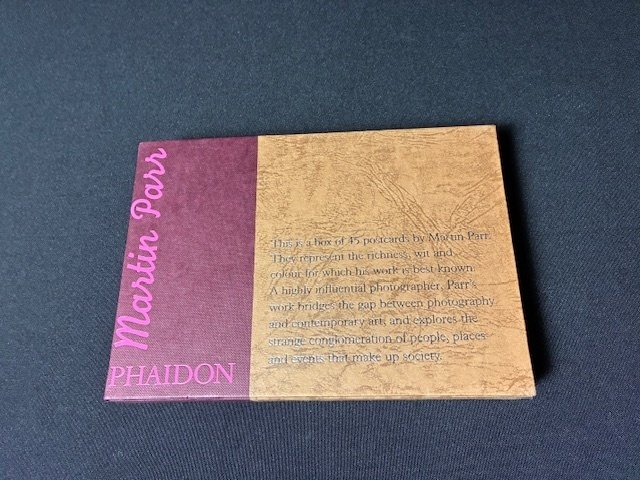 Martin Parr
PHAIDON
This is a box of 45 postcards by Martin Parr.
They represent the richness, wit and
colour for which his work is best known.
A highly influential photographer, Parr's
work bridges the gap between photography
and contemporary art, and explores the
strange conglomeration of people, places
and events that make up society.